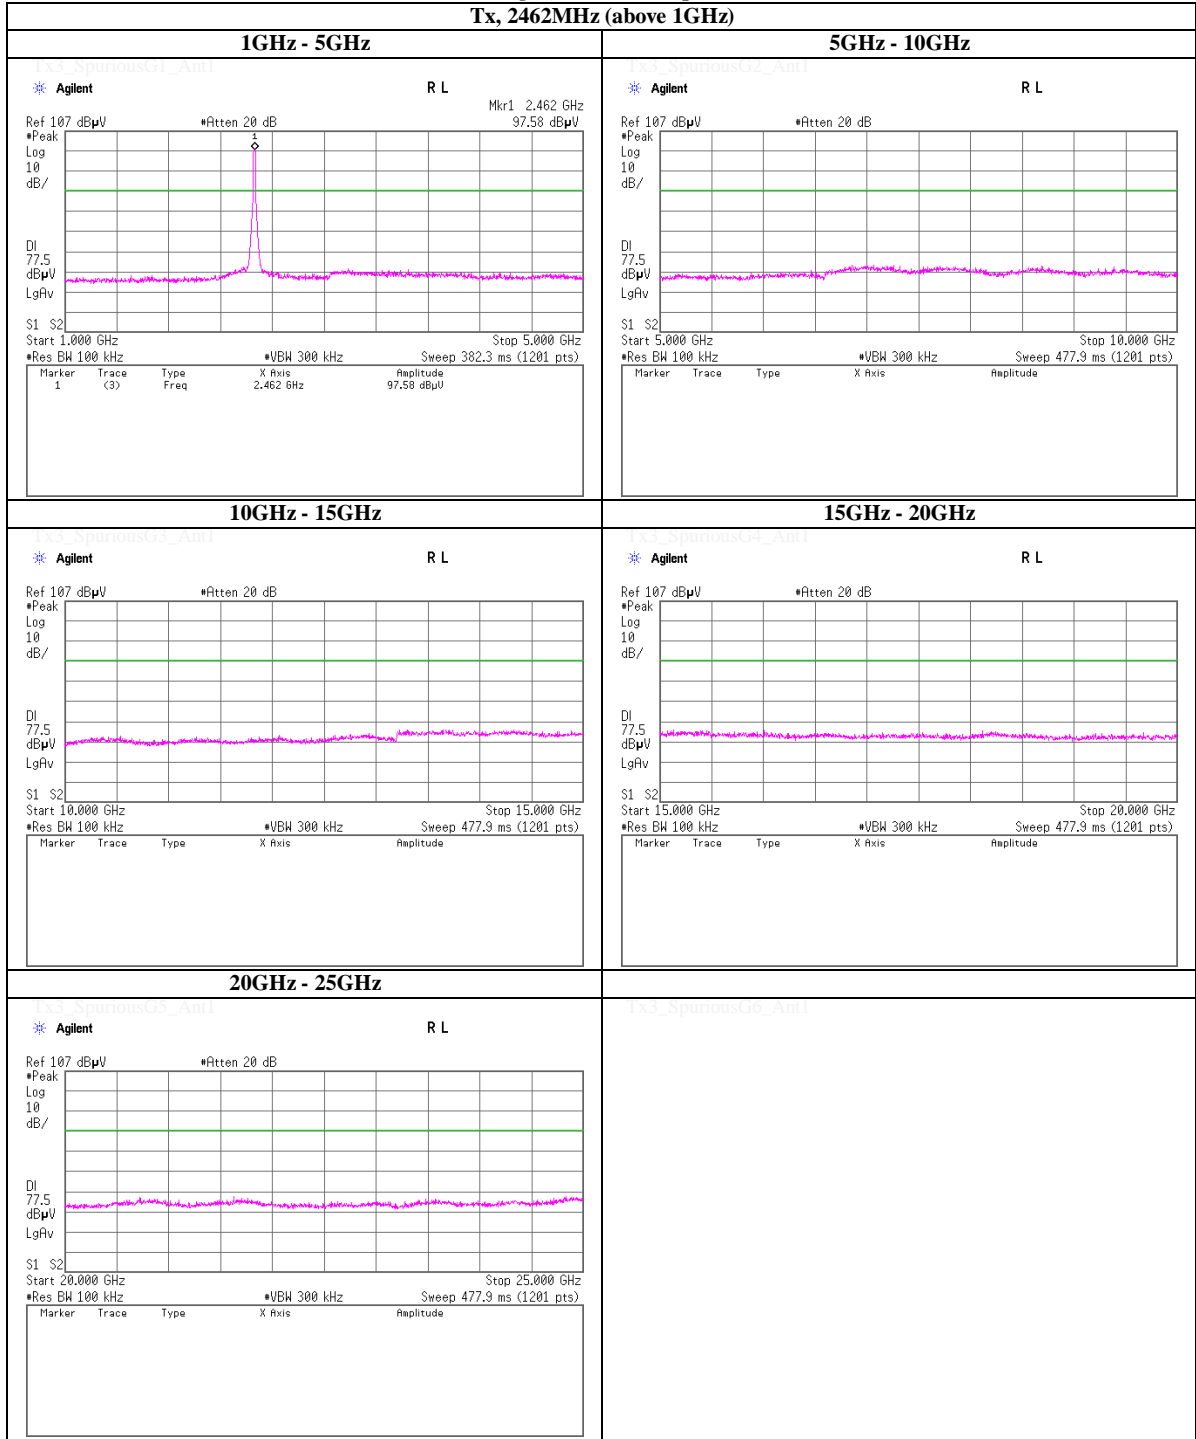 Tx, 2462MHz (above 1GHz)
1GHz - 5GHz
5GHz - 10GHz
Tx3_SpuriousG1_Ant1
Agilent
R L
Mkr1 2.462 GHz
Ref 107 dBµV
#Atten 20 dB
97.58 dBµV
#Peak
Log
10
dB/
1
DI
77.5
dBµV
LgAv
S1 S2
Start 1.000 GHz
Stop 5.000 GHz
#Res BW 100 kHz
#VBW 300 kHz
Sweep 382.3 ms (1201 pts)
Marker Trace Type X Axis Amplitude
1 (3) Freq 2.462 GHz 97.58 dBµV
Tx3_SpuriousG2_Ant1
Agilent
R L
Ref 107 dBµV
#Atten 20 dB
#Peak
Log
10
dB/
DI
77.5
dBµV
LgAv
S1 S2
Start 5.000 GHz
Stop 10.000 GHz
#Res BW 100 kHz
#VBW 300 kHz
Sweep 477.9 ms (1201 pts)
Marker Trace Type X Axis Amplitude
10GHz - 15GHz
15GHz - 20GHz
Tx3_SpuriousG3_Ant1
Agilent
R L
Ref 107 dBµV
#Atten 20 dB
#Peak
Log
10
dB/
DI
77.5
dBµV
LgAv
S1 S2
Start 10.000 GHz
Stop 15.000 GHz
#Res BW 100 kHz
#VBW 300 kHz
Sweep 477.9 ms (1201 pts)
Marker Trace Type X Axis Amplitude
Tx3_SpuriousG4_Ant1
Agilent
R L
Ref 107 dBµV
#Atten 20 dB
#Peak
Log
10
dB/
DI
77.5
dBµV
LgAv
S1 S2
Start 15.000 GHz
Stop 20.000 GHz
#Res BW 100 kHz
#VBW 300 kHz
Sweep 477.9 ms (1201 pts)
Marker Trace Type X Axis Amplitude
20GHz - 25GHz
Tx3_SpuriousG5_Ant1
Agilent
R L
Ref 107 dBµV
#Atten 20 dB
#Peak
Log
10
dB/
DI
77.5
dBµV
LgAv
S1 S2
Start 20.000 GHz
Stop 25.000 GHz
#Res BW 100 kHz
#VBW 300 kHz
Sweep 477.9 ms (1201 pts)
Marker Trace Type X Axis Amplitude
Tx3_SpuriousG6_Ant1